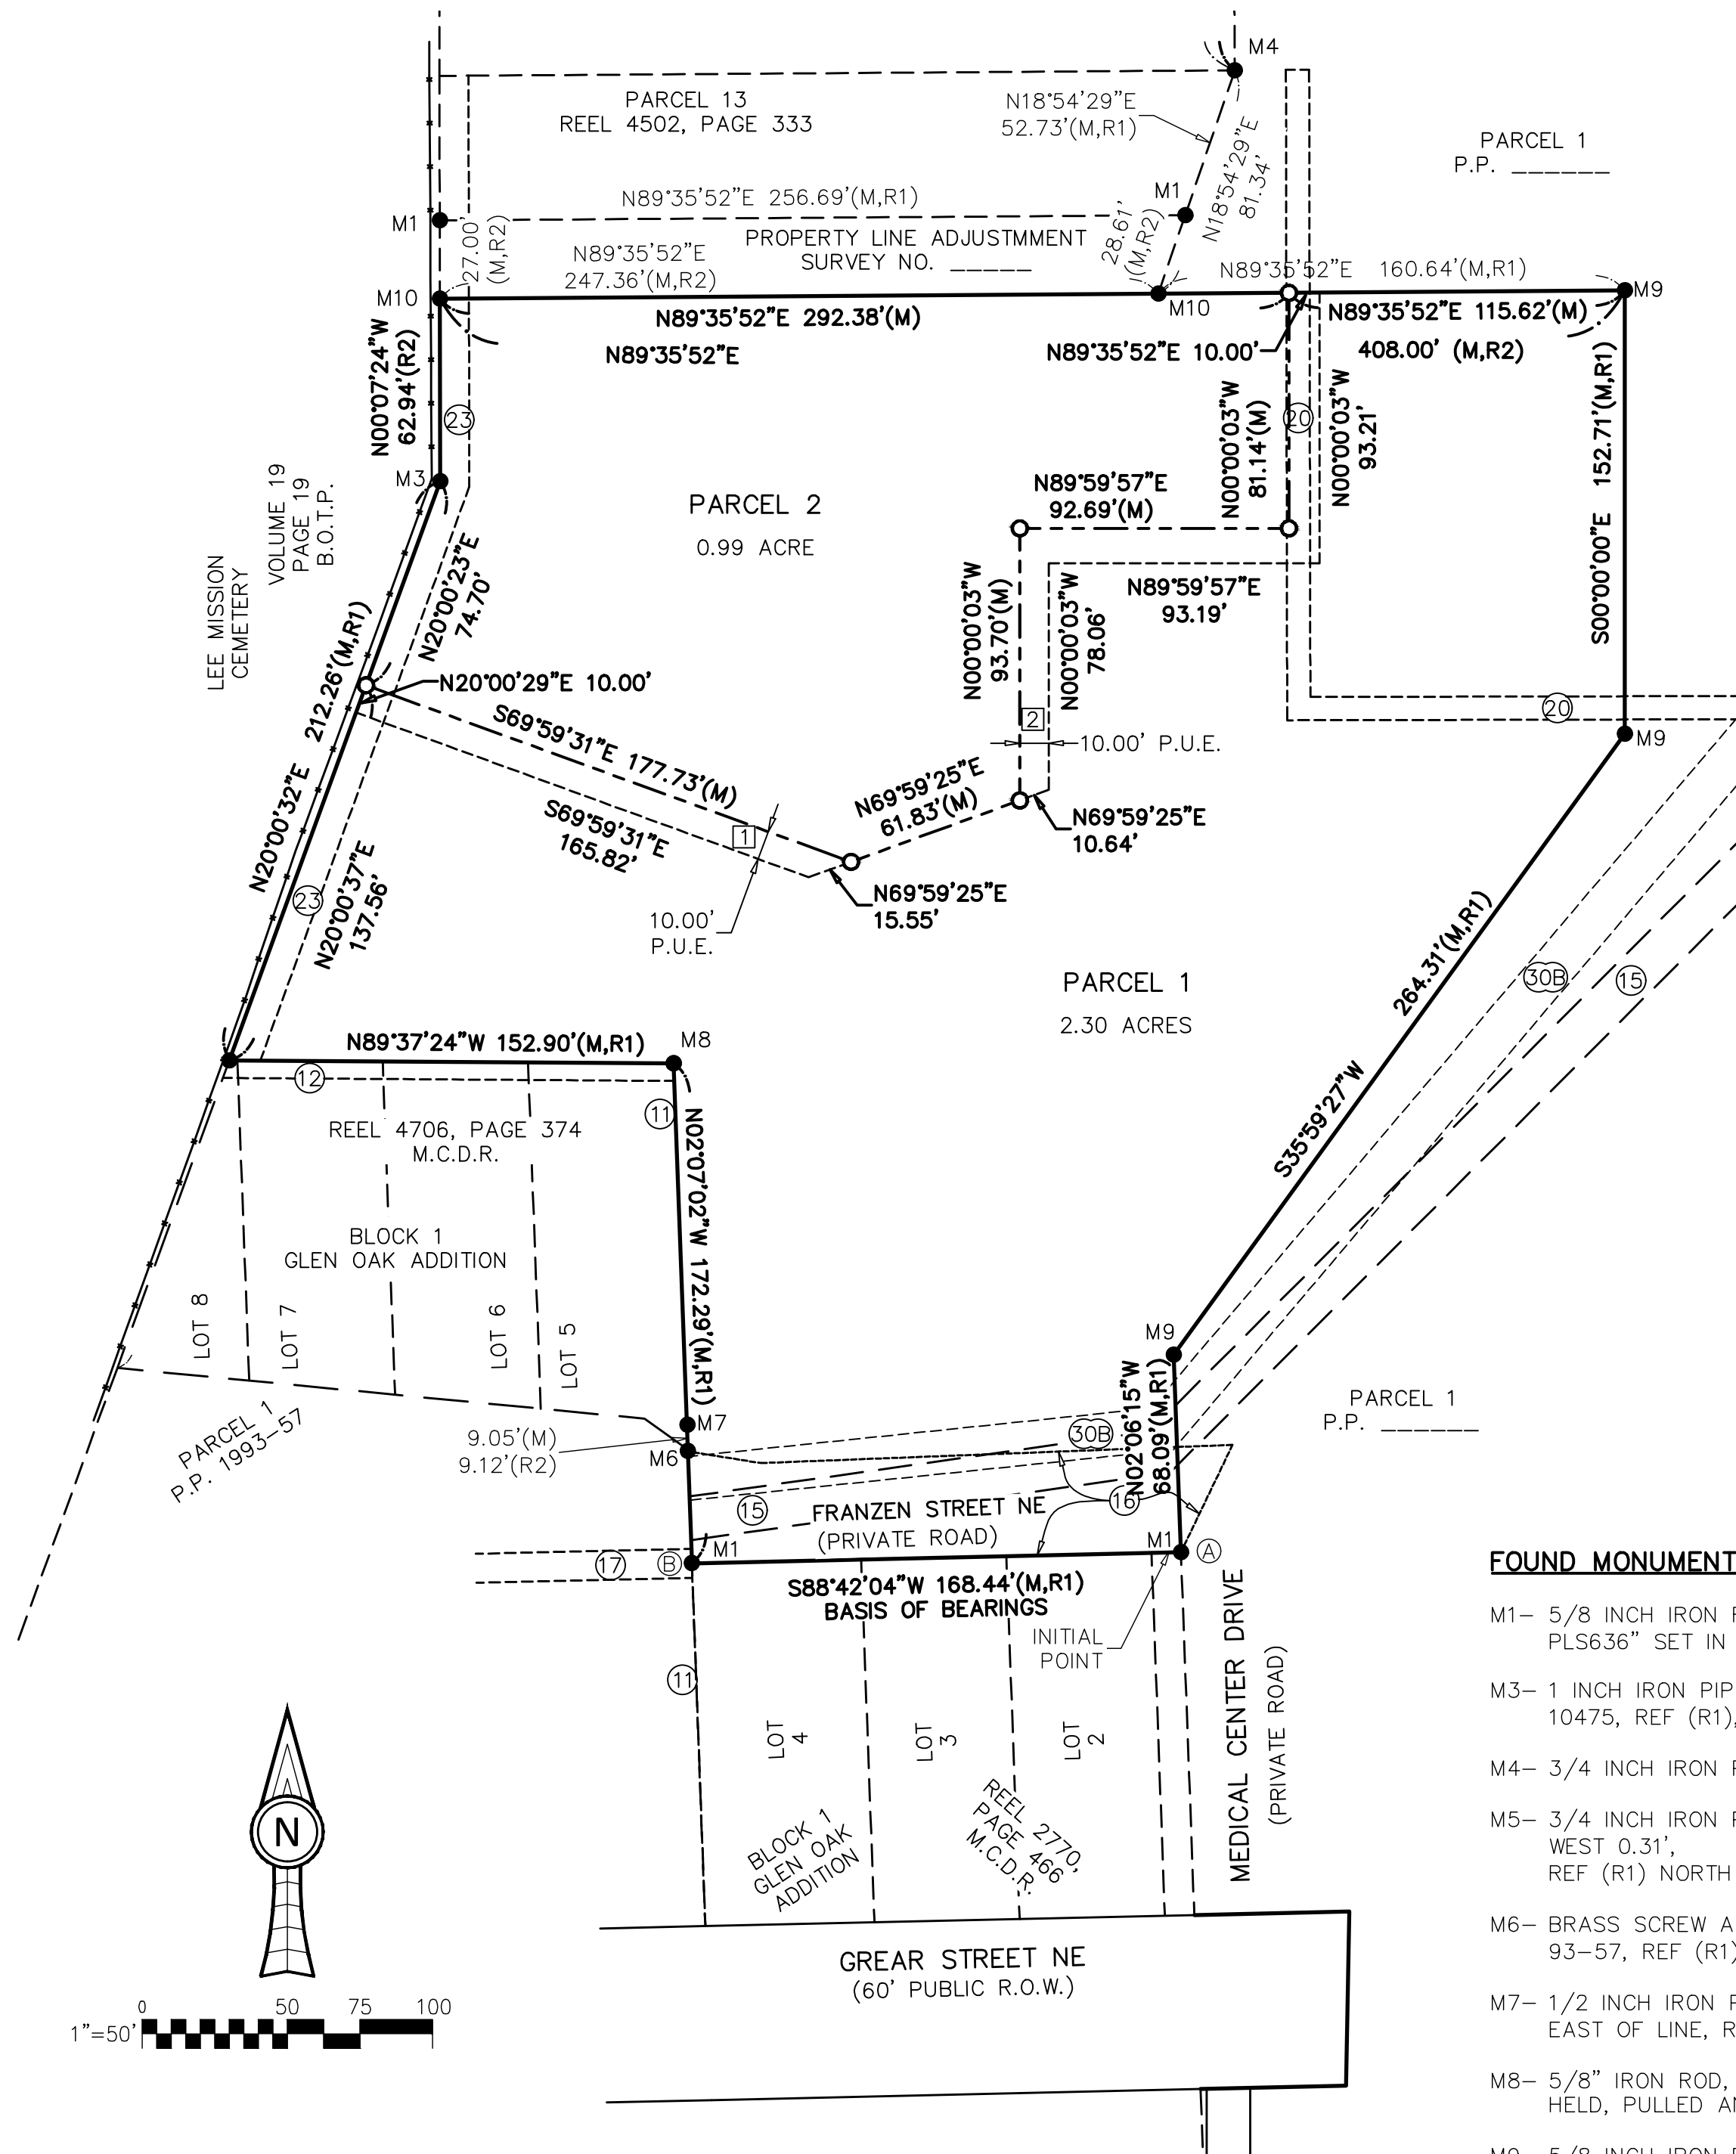 M4
PARCEL 13
REEL 4502, PAGE 333
N18°54'29"E
52.73'(M,R1)
N18°54'29"E
81.34'
PARCEL 1
P.P. ______
M1
N89°35'52"E 256.69'(M,R1)
M1
27.00'
(M,R2)
N89°35'52"E
247.36'(M,R2)
PROPERTY LINE ADJUSTMMENT
SURVEY NO. _____
28.61'
(M,R2)
N89°35'52"E 160.64'(M,R1)
M10
M10
M9
N89°35'52"E 292.38'(M)
N89°35'52"E
N89°35'52"E 10.00'
N89°35'52"E 115.62'(M)
408.00' (M,R2)
N00°07'24"W
62.94'(R2)
23
M3
N00°00'03"W
81.14'(M)
20
N00°00'03"W
93.21'
S00°00'00"E 152.71'(M,R1)
VOLUME 19
PAGE 19
B.O.T.P.
LEE MISSION
CEMETERY
PARCEL 2
0.99 ACRE
N89°59'57"E
92.69'(M)
N89°59'57"E
93.19'
N00°00'03"W
93.70'(M)
N00°00'03"W
78.06'
2
10.00' P.U.E.
20
M9
N20°00'23"E
74.70'
N20°00'29"E 10.00'
N20°00'32"E 212.26'(M,R1)
S69°59'31"E 177.73'(M)
S69°59'31"E
165.82'
1
10.00'
P.U.E.
N69°59'25"E
61.83'(M)
N69°59'25"E
10.64'
N69°59'25"E
15.55'
23
N20°00'37"E
137.56'
PARCEL 1
2.30 ACRES
30B
15
S35°59'27"W 264.31'(M,R1)
N89°37'24"W 152.90'(M,R1)
M8
12
11
REEL 4706, PAGE 374
M.C.D.R.
N02°07'02"W 172.29'(M,R1)
BLOCK 1
GLEN OAK ADDITION
LOT 8
LOT 7
LOT 6
LOT 5
M9
N02°06'15"W
68.09'(M,R1)
PARCEL 1
P.P. ______
PARCEL 1
P.P. 1993-57
M7
9.05'(M)
9.12'(R2)
M6
30B
15
16
FRANZEN STREET NE
(PRIVATE ROAD)
M1
M1
A
B
17
S88°42'04"W 168.44'(M,R1)
BASIS OF BEARINGS
INITIAL
POINT
11
MEDICAL CENTER DRIVE
(PRIVATE ROAD)
LOT
4
LOT
3
LOT
2
BLOCK 1
GLEN OAK
ADDITION
REEL 2770,
PAGE 466
M.C.D.R.
N
GREAR STREET NE
(60' PUBLIC R.O.W.)
0 50 75 100
1"=50'
FOUND MONUMENT
M1- 5/8 INCH IRON
PLS636" SET IN
M3- 1 INCH IRON PIP
10475, REF (R1),
M4- 3/4 INCH IRON
M5- 3/4 INCH IRON
WEST 0.31',
REF (R1) NORTH
M6- BRASS SCREW
93-57, REF (R1)
M7- 1/2 INCH IRON
EAST OF LINE,
M8- 5/8" IRON ROD,
HELD, PULLED